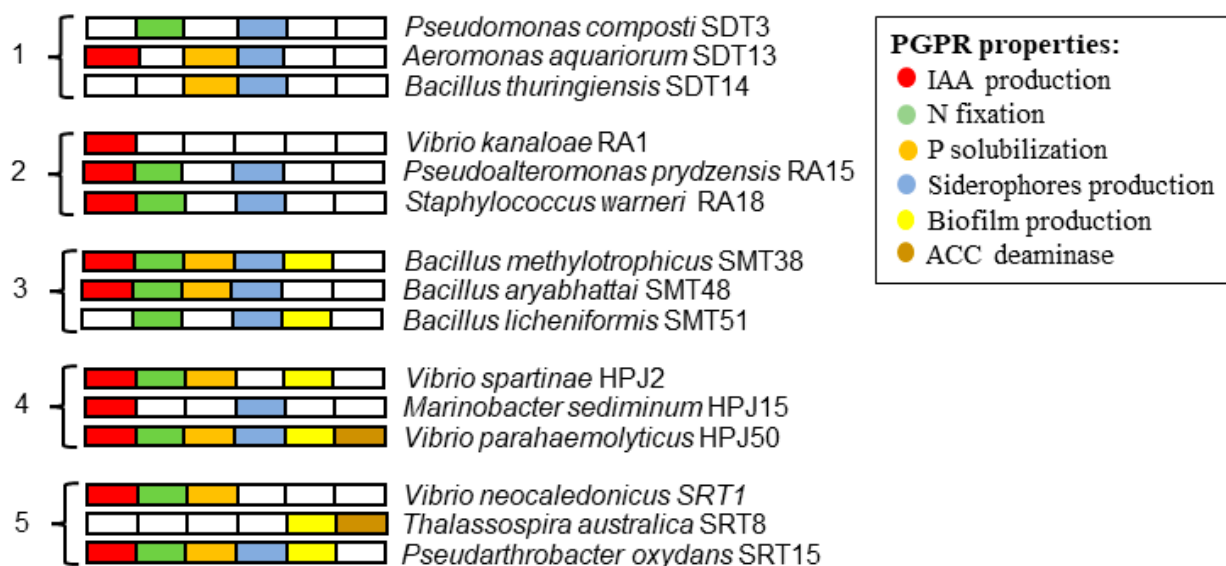 1
Pseudomonas composti SDT3
Aeromonas aquariorum SDT13
Bacillus thuringiensis SDT14
2
Vibrio kanaloae RA1
Pseudoalteromonas prydzensis RA15
Staphylococcus warneri RA18
3
Bacillus methylotrophicus SMT38
Bacillus aryabhattai SMT48
Bacillus licheniformis SMT51
4
Vibrio spartinae HPJ2
Marinobacter sediminum HPJ15
Vibrio parahaemolyticus HPJ50
5
Vibrio neocaledonicus SRT1
Thalassospira australica SRT8
Pseudarthrobacter oxydans SRT15
PGPR properties:
IAA production
N fixation
P solubilization
Siderophores production
Biofilm production
ACC deaminase